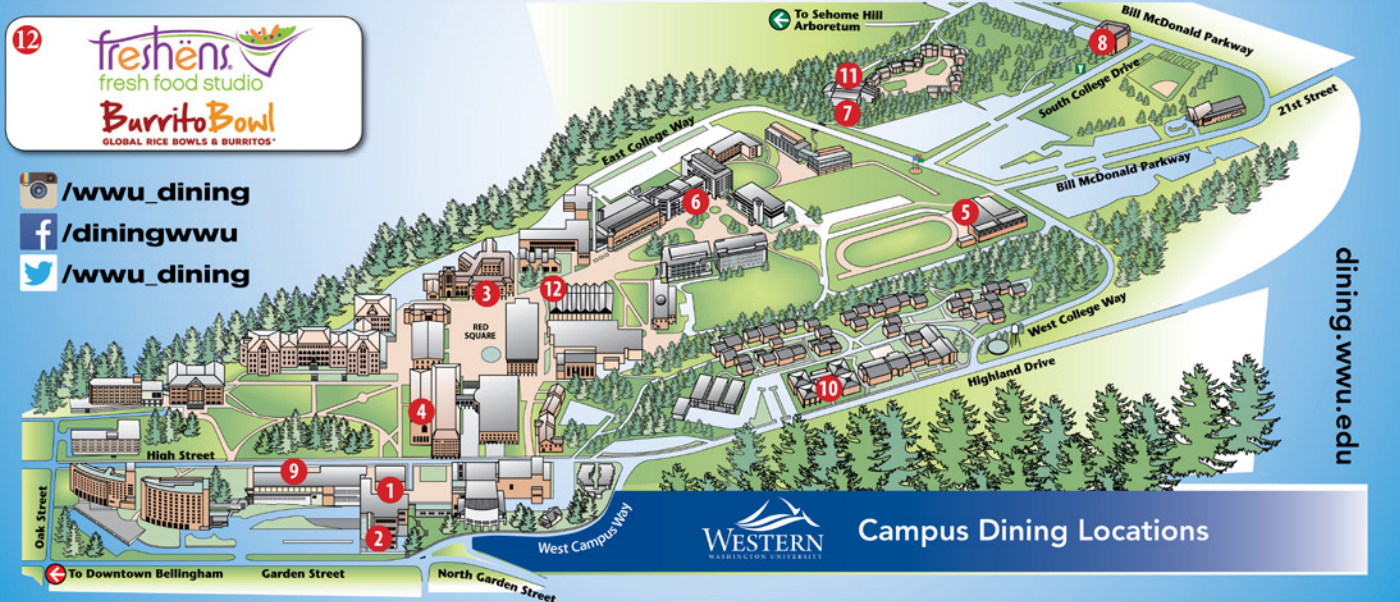 12
freshëns.
fresh food studio
BurritoBowl
GLOBAL RICE BOWLS & BURRITOS
/wwu_dining
/diningwwu
/wwu_dining
To Sehome Hill
Arboretum
Bill McDonald Parkway
8
11
7
South College Drive
21st Street
East College Way
Bill McDonald Parkway
6
5
12
3
RED
SQUARE
West College Way
Highland Drive
10
4
dining.wwu.edu
High Street
9
1
2
Oak Street
West Campus Way
WESTERN
WASHINGTON UNIVERSITY
Campus Dining Locations
To Downtown Bellingham
Garden Street
North Garden Street